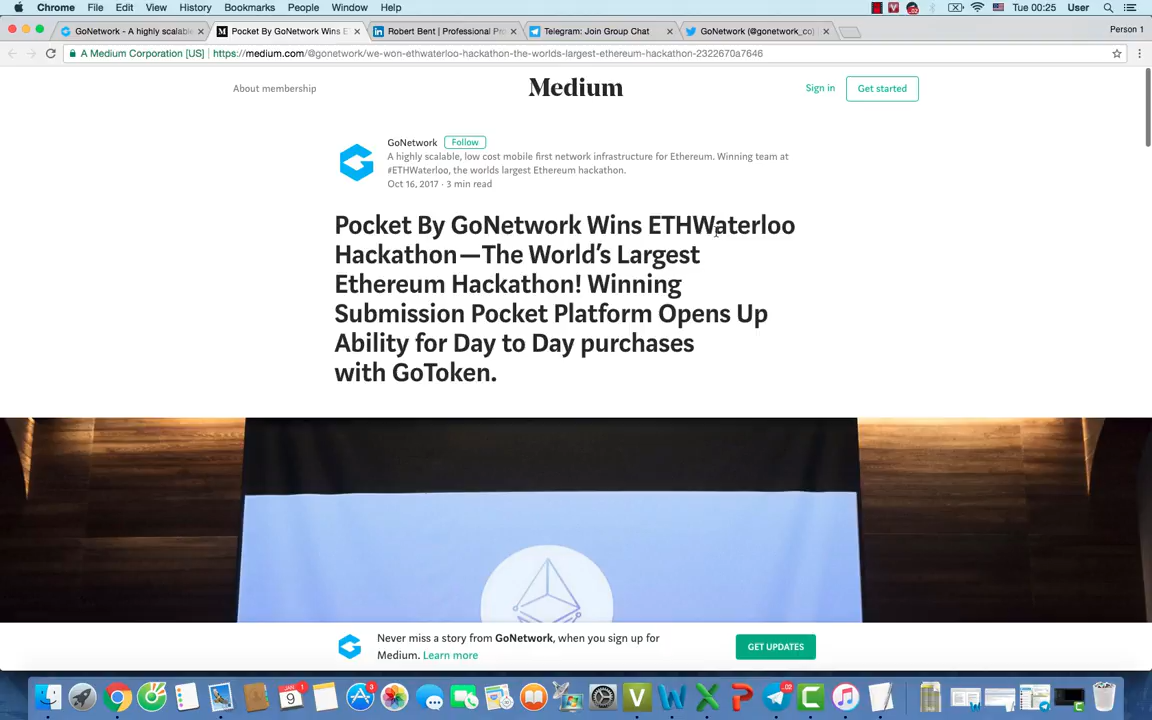 Chrome File Edit View History Bookmarks People Window Help
Tue 00:25 User
GoNetwork - A highly scalable
Pocket By GoNetwork Wins E
Robert Bent | Professional Pro
Telegram: Join Group Chat
GoNetwork (@gonetwork_co)
Person 1
A Medium Corporation [US] https://medium.com/@gonetwork/we-won-ethwaterloo-hackathon-the-worlds-largest-ethereum-hackathon-2322670a7646
About membership
Medium
Sign in
Get started
GoNetwork Follow
A highly scalable, low cost mobile first network infrastructure for Ethereum. Winning team at
#ETHWaterloo, the worlds largest Ethereum hackathon.
Oct 16, 2017 · 3 min read
Pocket By GoNetwork Wins ETHWaterloo
Hackathon—The World’s Largest
Ethereum Hackathon! Winning
Submission Pocket Platform Opens Up
Ability for Day to Day purchases
with GoToken.
Never miss a story from GoNetwork, when you sign up for
Medium. Learn more
GET UPDATES
JAN
9
1
3